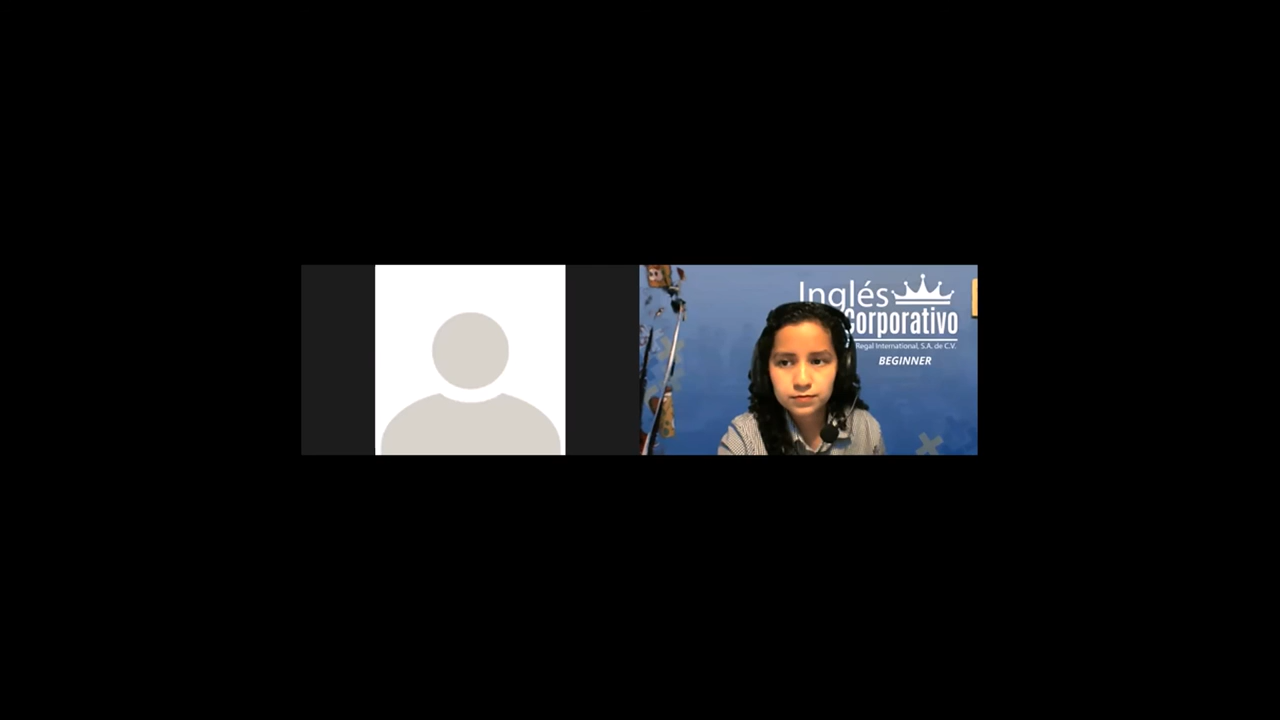 Inglés
Corporativo
Regal International, S.A. de C.V.
BEGINNER